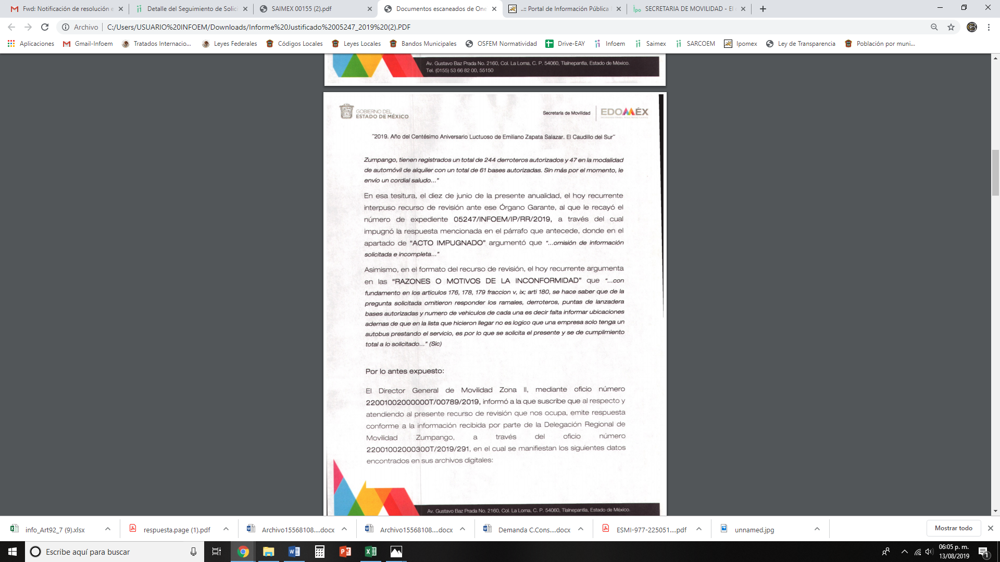 Fwd: Notificación de resolución e
Detalle del Seguimiento de Solici
SAIMEX 00155 (2).pdf
Documentos escaneados de One
..:: Portal de Información Pública
SECRETARIA DE MOVILIDAD - El
Archivo
C:/Users/USUARIO%20INFOEM/Downloads/Informe%20Justificado%2005247_2019%20(2).PDF
Aplicaciones
Gmail-Infoem
Tratados Internacio...
Leyes Federales
Códigos Locales
Leyes Locales
Bandos Municipales
OSFEM Normatividad
Drive-EAY
Infoem
Saimex
SARCOEM
Ipomex
Ley de Transparencia
Población por muni...
Av. Gustavo Baz Prada No. 2160, Col. La Loma, C. P. 54060, Tlalnepantla, Estado de México.
Tel. (0155) 53 66 82 00, 55150
GOBIERNO DEL
ESTADO DE MÉXICO
Secretaría de Movilidad
EDOMÉX
"2019. Año del Centésimo Aniversario Luctuoso de Emiliano Zapata Salazar. El Caudillo del Sur"
Zumpango, tienen registrados un total de 244 derroteros autorizados y 47 en la modalidad
de automóvil de alquiler con un total de 61 bases autorizadas. Sin más por el momento, le
envío un cordial saludo..."
En esa tesitura, el diez de junio de la presente anualidad, el hoy recurrente
interpuso recurso de revisión ante ese Órgano Garante, al que le recayó el
número de expediente 05247/INFOEM/IP/RR/2019, a través del cual
impugnó la respuesta mencionada en el párrafo que antecede, donde en el
apartado de "ACTO IMPUGNADO" argumentó que "...omisión de información
solicitada e incompleta..."
Asimismo, en el formato del recurso de revisión, el hoy recurrente argumenta
en las "RAZONES O MOTIVOS DE LA INCONFORMIDAD" que "...con
fundamento en los articulos 176, 178, 179 fraccion v, ix; arti 180, se hace saber que de la
pregunta solicitada omitieron responder los ramales, derroteros, puntas de lanzadera
bases autorizadas y numero de vehiculos de cada una es decir falta informar ubicaciones
ademas de que en la lista que hicieron llegar no es logico que una empresa solo tenga un
autobus prestando el servicio, es por lo que se solicita el presente y se de cumplimiento
total a lo solicitado..." (Sic)
Por lo antes expuesto:
El Director General de Movilidad Zona II, mediante oficio número
22001002000000T/00789/2019, informó a la que suscribe que al respecto y
atendiendo al presente recurso de revisión que nos ocupa, emite respuesta
conforme a la información recibida por parte de la Delegación Regional de
Movilidad Zumpango, a través del oficio número
22001002000300T/2019/291, en el cual se manifiestan los siguientes datos
encontrados en sus archivos digitales:
Av. Gustavo Baz Prada No. 2160, Col. La Loma, C. P. 54060, Tlalnepantla, Estado de México.
info_Art92_7 (9).xlsx
respuesta.page (1).pdf
Archivo15568108....docx
Archivo15568108....docx
Demanda C.Cons....docx
ESMI-977-225051....pdf
unnamed.jpg
Mostrar todo
Escribe aquí para buscar
06:05 p. m.
13/08/2019
1